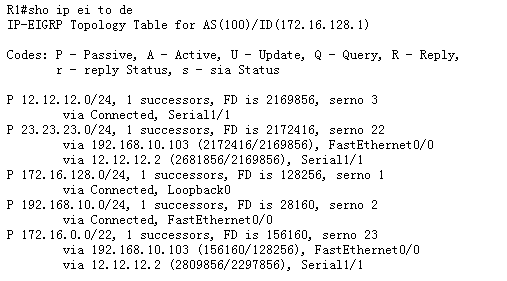 R1#sho ip ei to de
IP-EIGRP Topology Table for AS(100)/ID(172.16.128.1)
Codes: P - Passive, A - Active, U - Update, Q - Query, R - Reply,
r - reply Status, s - sia Status
P 12.12.12.0/24, 1 successors, FD is 2169856, serno 3
via Connected, Serial1/1
P 23.23.23.0/24, 1 successors, FD is 2172416, serno 22
via 192.168.10.103 (2172416/2169856), FastEthernet0/0
via 12.12.12.2 (2681856/2169856), Serial1/1
P 172.16.128.0/24, 1 successors, FD is 128256, serno 1
via Connected, Loopback0
P 192.168.10.0/24, 1 successors, FD is 28160, serno 2
via Connected, FastEthernet0/0
P 172.16.0.0/22, 1 successors, FD is 156160, serno 23
via 192.168.10.103 (156160/128256), FastEthernet0/0
via 12.12.12.2 (2809856/2297856), Serial1/1